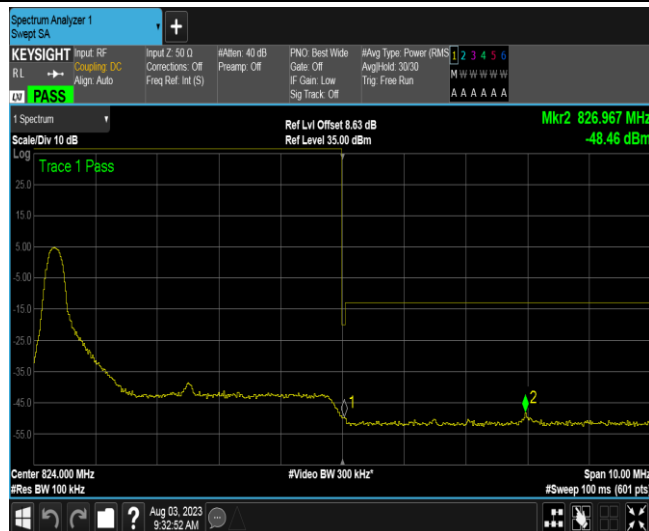 Spectrum Analyzer 1
Swept SA
+
KEYSIGHT
RL
LXI PASS
Input: RF
Coupling: DC
Align: Auto
Input Z: 50 Ω
Corrections: Off
Freq Ref: Int (S)
#Atten: 40 dB
Preamp: Off
PNO: Best Wide
Gate: Off
IF Gain: Low
Sig Track: Off
#Avg Type: Power (RMS
Avg|Hold: 30/30
Trig: Free Run
1 2 3 4 5 6
M W W W W W
A A A A A A
1 Spectrum
Scale/Div 10 dB
Log
Ref Lvl Offset 8.63 dB
Ref Level 35.00 dBm
Mkr2 826.967 MHz
-48.46 dBm
Trace 1 Pass
25.0
15.0
5.00
-5.00
-15.0
-25.0
-35.0
-45.0
-55.0
1
2
Center 824.000 MHz
#Res BW 100 kHz
#Video BW 300 kHz*
Span 10.00 MHz
#Sweep 100 ms (601 pts)
?
Aug 03, 2023
9:32:52 AM